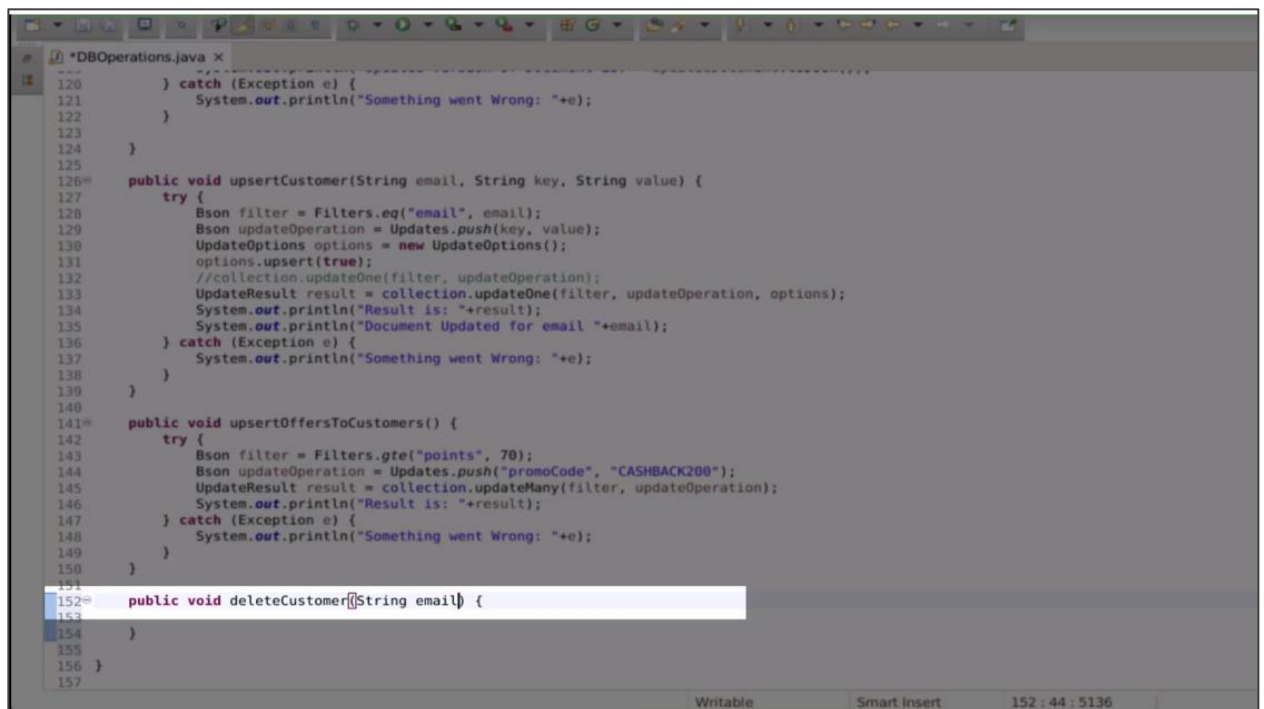 *DBOperations.java ×
120 } catch (Exception e) {
121 System.out.println("Something went Wrong: "+e);
122 }
123
124 }
125
126 public void upsertCustomer(String email, String key, String value) {
127 try {
128 Bson filter = Filters.eq("email", email);
129 Bson updateOperation = Updates.push(key, value);
130 UpdateOptions options = new UpdateOptions();
131 options.upsert(true);
132 //collection.updateOne(filter, updateOperation);
133 UpdateResult result = collection.updateOne(filter, updateOperation, options);
134 System.out.println("Result is: "+result);
135 System.out.println("Document Updated for email "+email);
136 } catch (Exception e) {
137 System.out.println("Something went Wrong: "+e);
138 }
139 }
140
141 public void upsertOffersToCustomers() {
142 try {
143 Bson filter = Filters.gte("points", 70);
144 Bson updateOperation = Updates.push("promoCode", "CASHBACK200");
145 UpdateResult result = collection.updateMany(filter, updateOperation);
146 System.out.println("Result is: "+result);
147 } catch (Exception e) {
148 System.out.println("Something went Wrong: "+e);
149 }
150 }
151
152 public void deleteCustomer(String email) {
153
154 }
155
156 }
157
Writable Smart Insert 152 : 44 : 5136